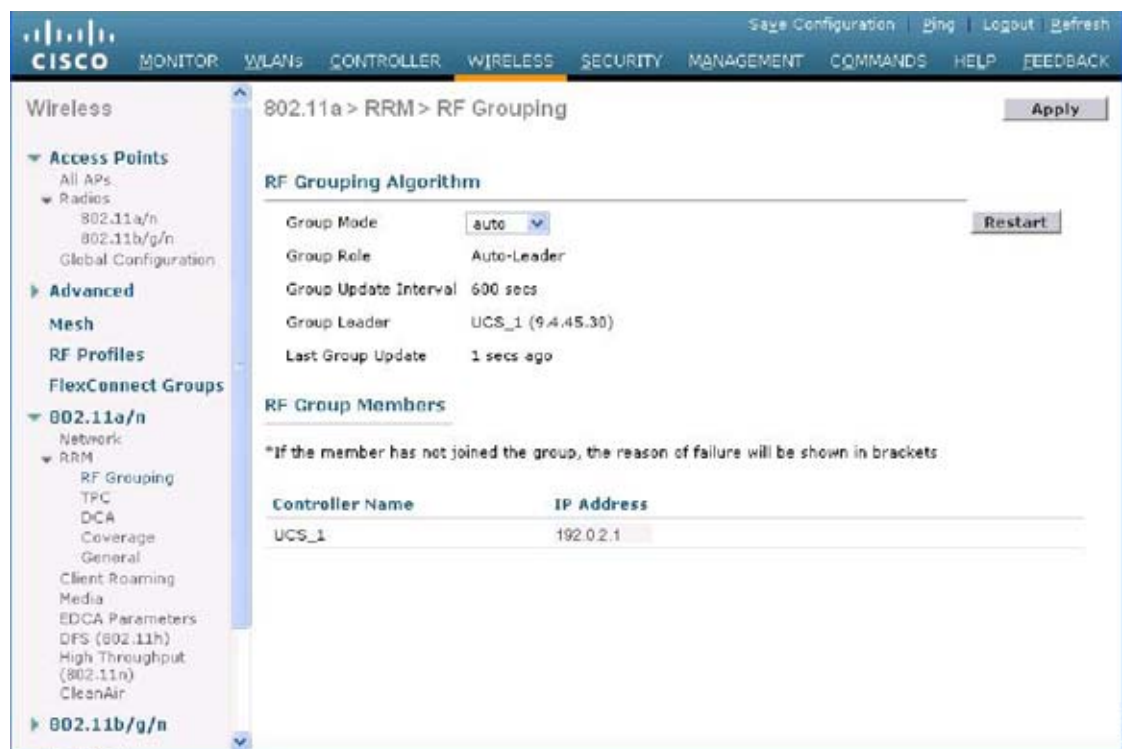 Save Configuration Ping Logout Refresh
CISCO MONITOR WLANs CONTROLLER WIRELESS SECURITY MANAGEMENT COMMANDS HELP FEEDBACK
Wireless
Access Points
All APs
Radios
802.11a/n
802.11b/g/n
Global Configuration
Advanced
Mesh
RF Profiles
FlexConnect Groups
802.11a/n
Network
RRM
RF Grouping
TPC
DCA
Coverage
General
Client Roaming
Media
EDCA Parameters
DFS (802.11h)
High Throughput
(802.11n)
CleanAir
802.11b/g/n
802.11a > RRM > RF Grouping
Apply
RF Grouping Algorithm
Group Mode auto
Restart
Group Role Auto-Leader
Group Update Interval 600 secs
Group Leader UCS_1 (9.4.45.30)
Last Group Update 1 secs ago
RF Group Members
*If the member has not joined the group, the reason of failure will be shown in brackets
Controller Name IP Address
UCS_1 192.0.2.1